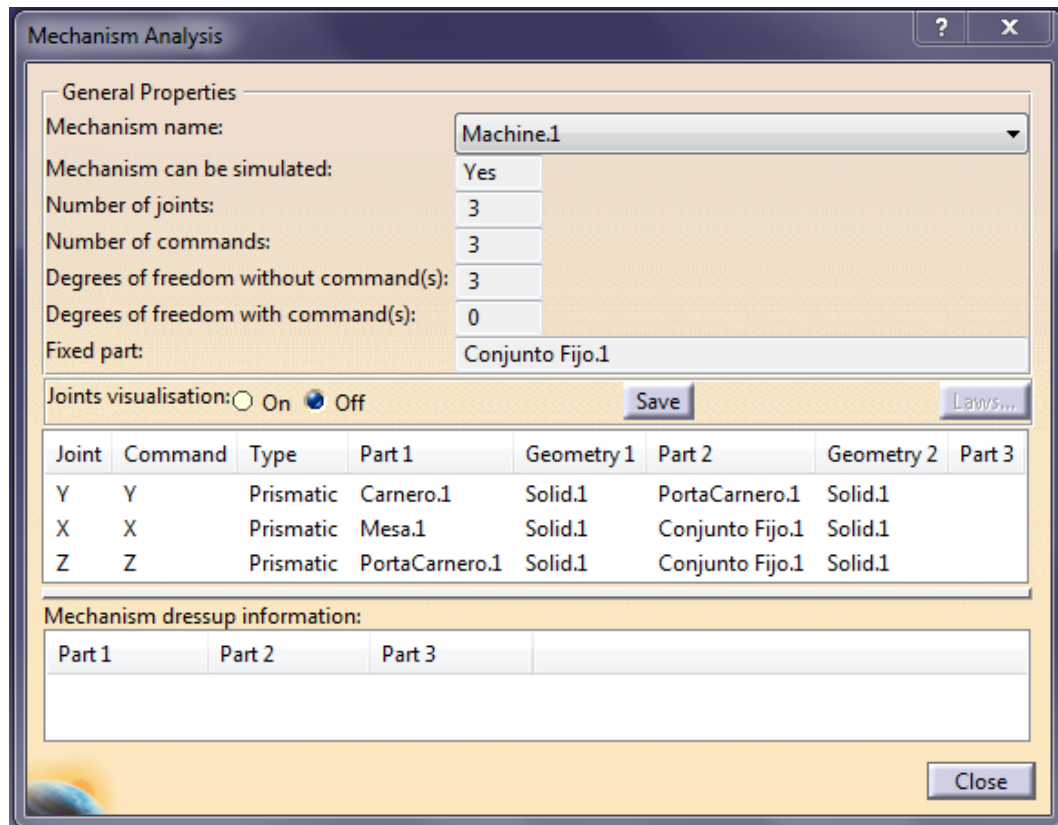 Mechanism Analysis ? x
General Properties
Mechanism name: Machine.1
Mechanism can be simulated: Yes
Number of joints: 3
Number of commands: 3
Degrees of freedom without command(s): 3
Degrees of freedom with command(s): 0
Fixed part: Conjunto Fijo.1
Joints visualisation: On Off Save Laws...
Joint Command Type Part 1 Geometry 1 Part 2 Geometry 2 Part 3
Y Y Prismatic Carnero.1 Solid.1 PortaCarnero.1 Solid.1
X X Prismatic Mesa.1 Solid.1 Conjunto Fijo.1 Solid.1
Z Z Prismatic PortaCarnero.1 Solid.1 Conjunto Fijo.1 Solid.1
Mechanism dressup information:
Part 1 Part 2 Part 3
Close